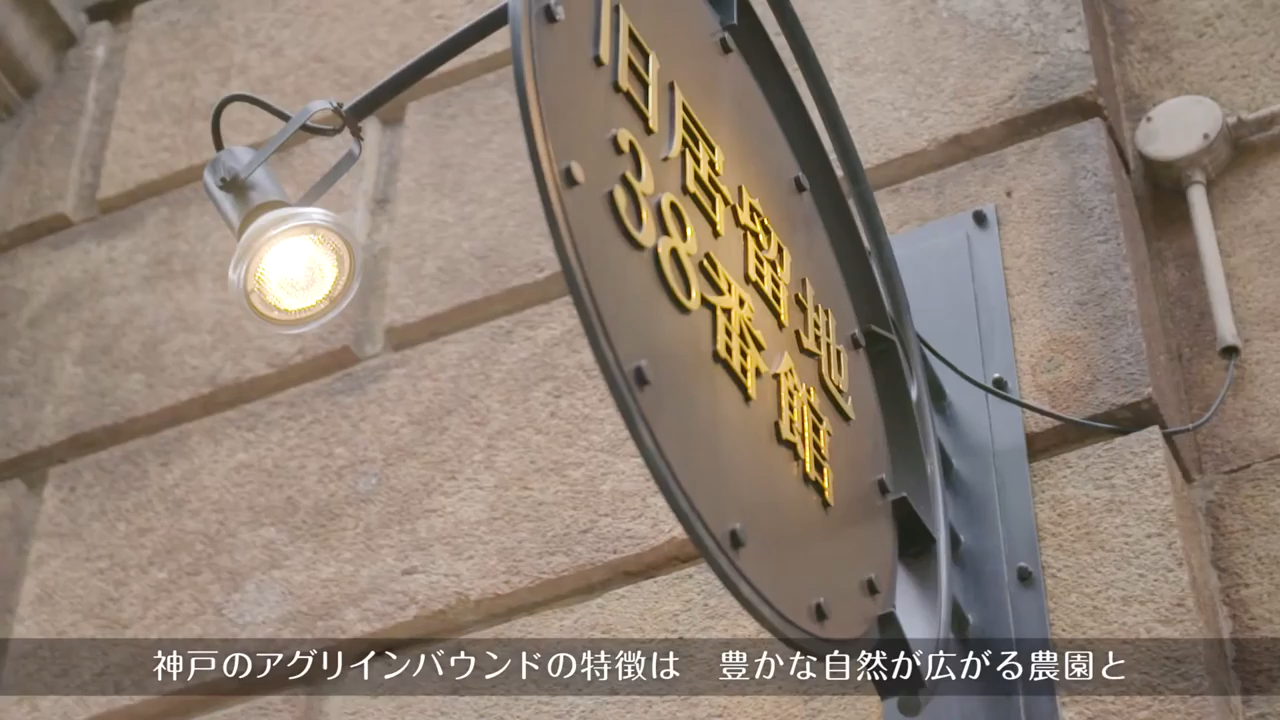 旧居留地
38番館
神戸のアグリインバウンドの特徴は　豊かな自然が広がる農園と